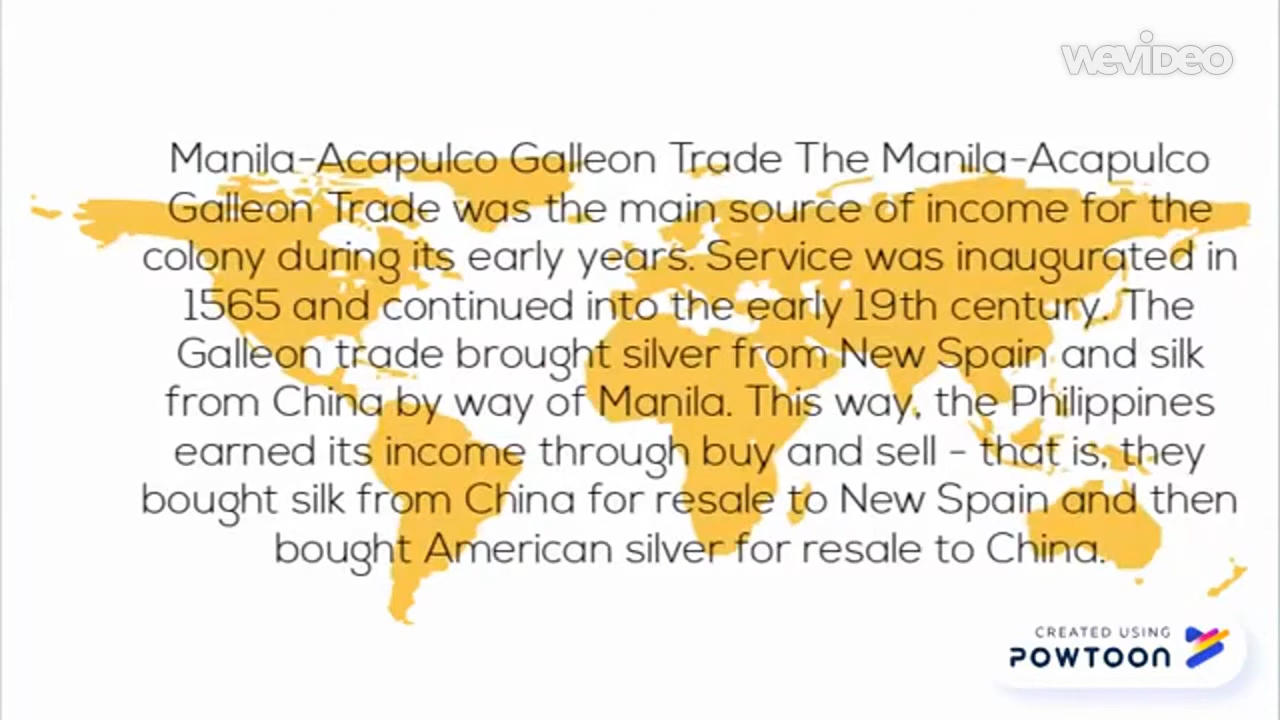 wevideo
Manila-Acapulco Galleon Trade The Manila-Acapulco
Galleon Trade was the main source of income for the
colony during its early years. Service was inaugurated in
1565 and continued into the early 19th century. The
Galleon trade brought silver from New Spain and silk
from China by way of Manila. This way, the Philippines
earned its income through buy and sell - that is, they
bought silk from China for resale to New Spain and then
bought American silver for resale to China.
CREATED USING
POWTOON